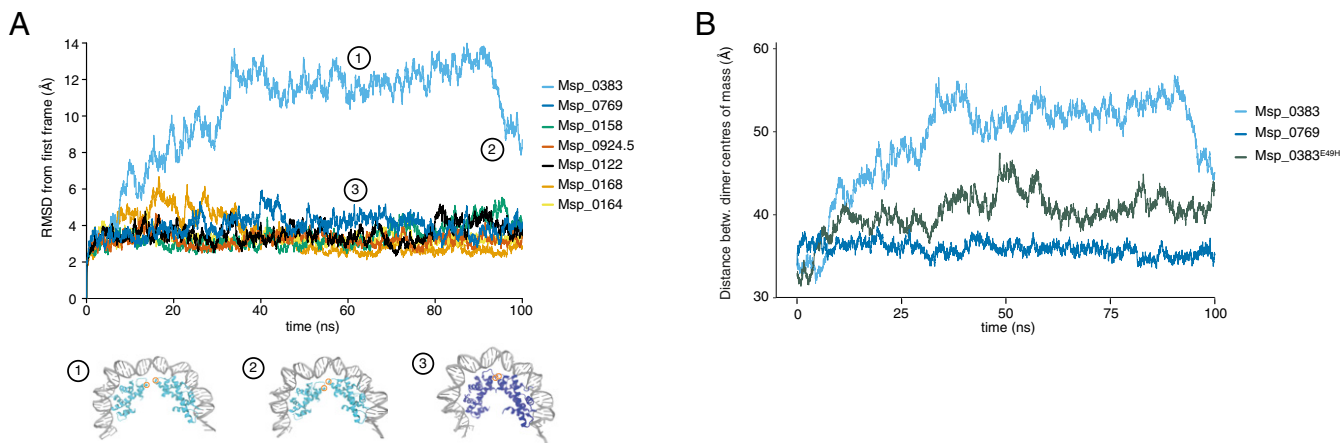 A
RMSD from first frame (Å)
14
12
10
8
6
4
2
0
0
20
40
60
80
100
time (ns)
1
2
3
Msp_0383
Msp_0769
Msp_0158
Msp_0924.5
Msp_0122
Msp_0168
Msp_0164
1
2
3
B
Distance betw. dimer centres of mass (Å)
60
50
40
30
0
25
50
75
100
time (ns)
Msp_0383
Msp_0769
Msp_0383E49H